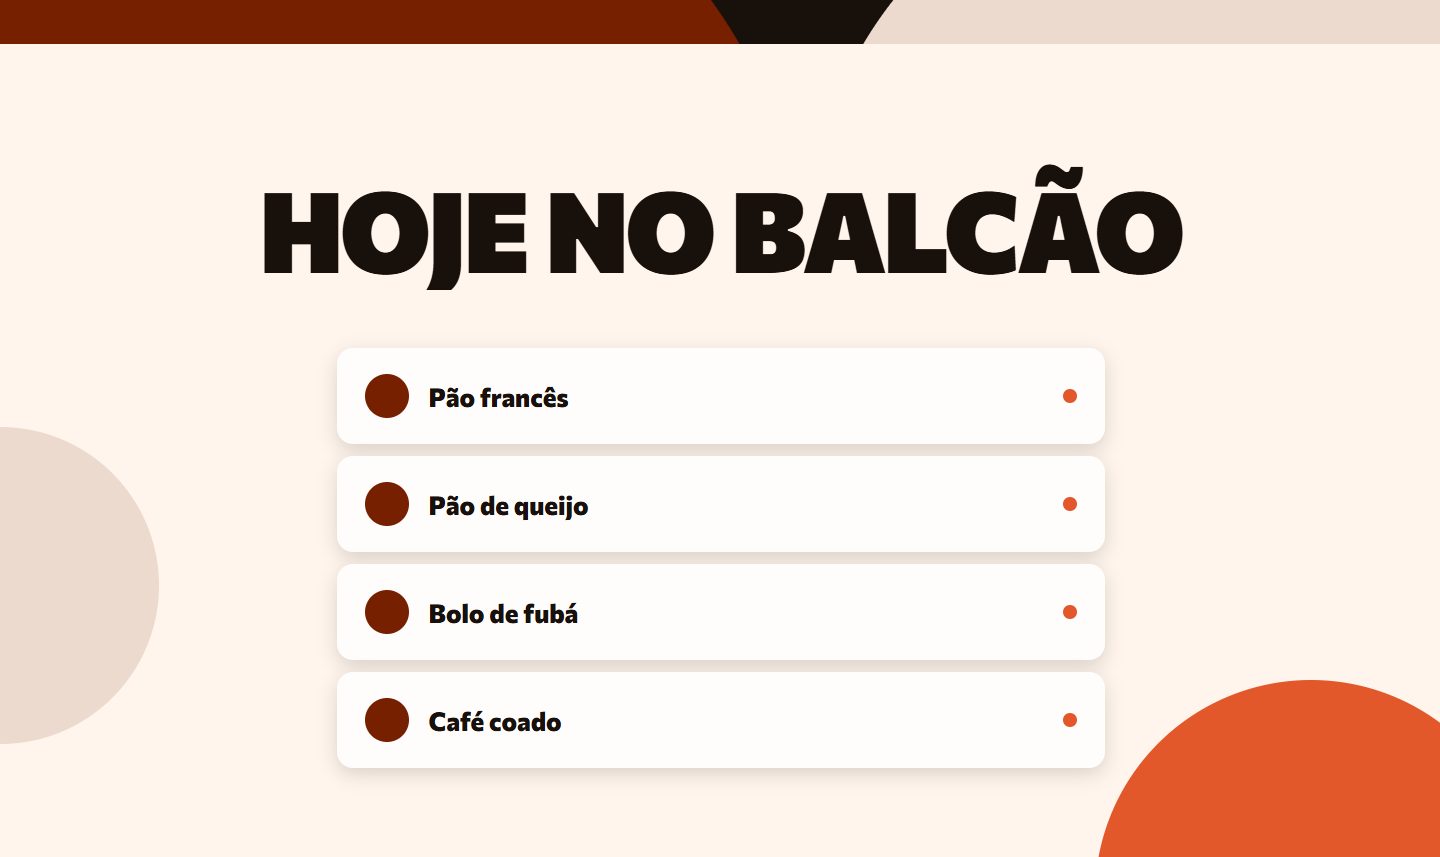 HOJE NO BALCÃO
Pão francês
Pão de queijo
Bolo de fubá
Café coado